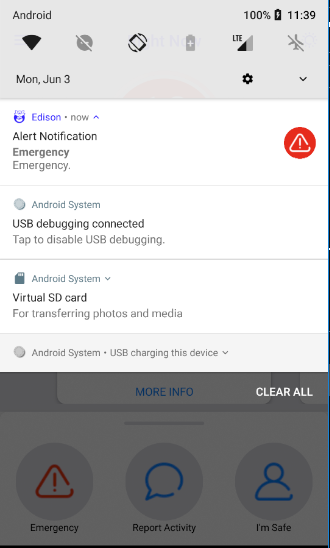 Android 100% 11:39
LTE
Mon, Jun 3
Edison • now
Alert Notification
Emergency
Emergency.
Android System
USB debugging connected
Tap to disable USB debugging.
Android System
Virtual SD card
For transferring photos and media
Android System • USB charging this device
MORE INFO
CLEAR ALL
Emergency
Report Activity
I'm Safe